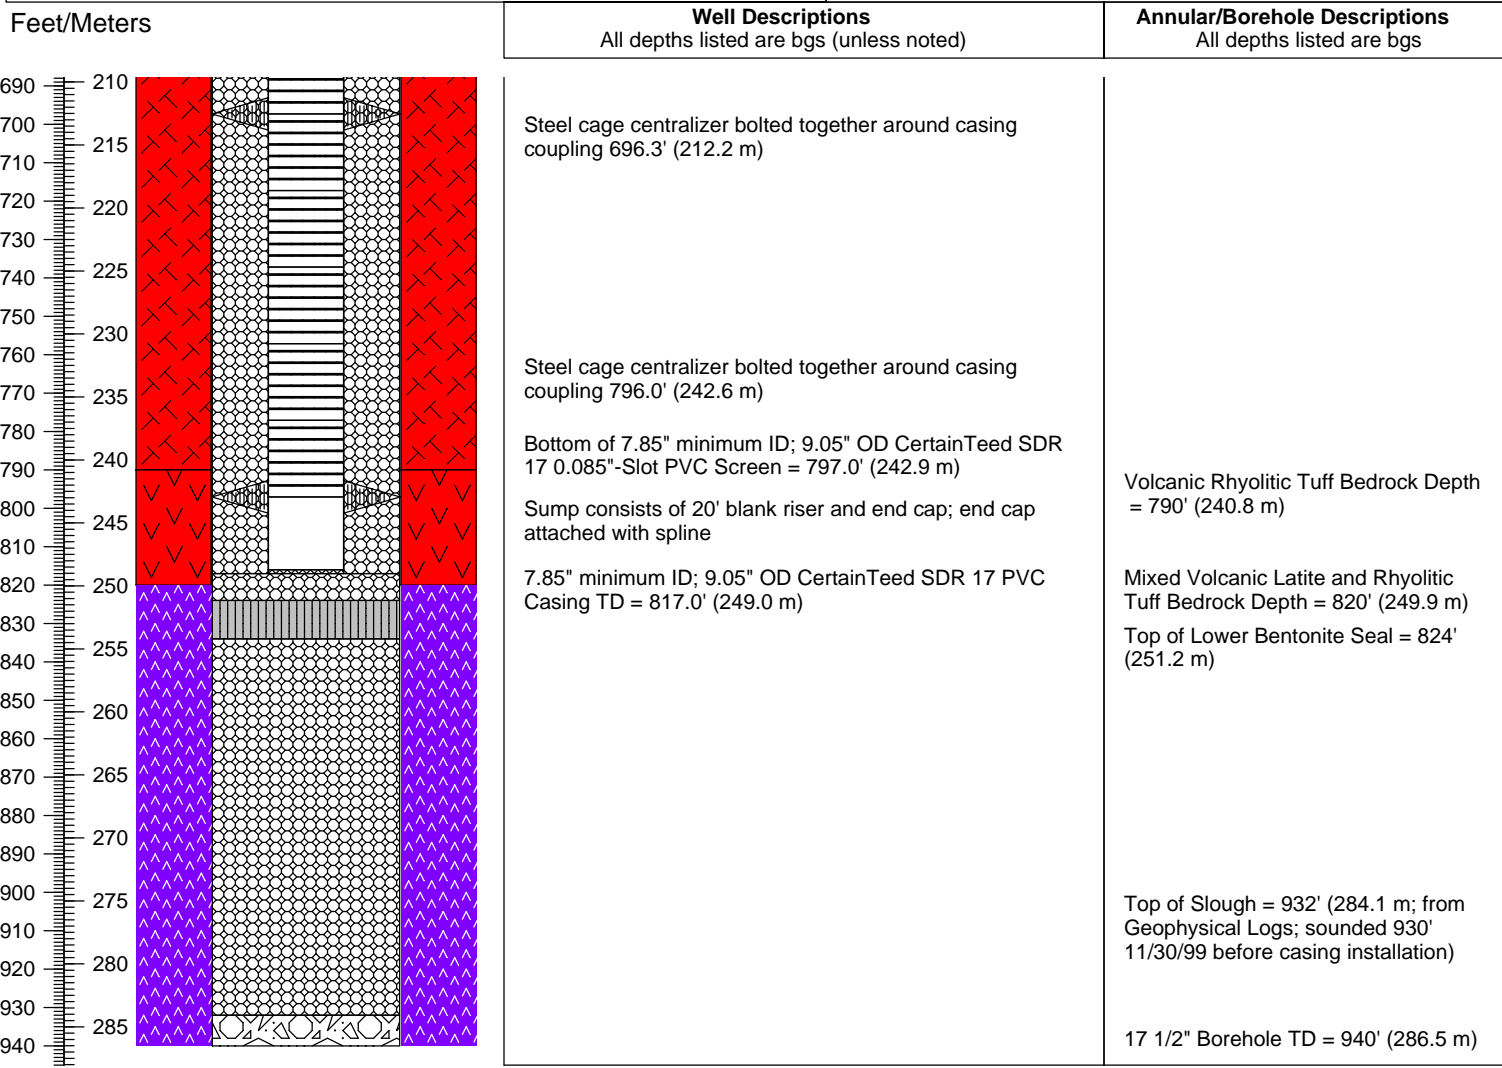 Feet/Meters
Well Descriptions
All depths listed are bgs (unless noted)
Annular/Borehole Descriptions
All depths listed are bgs
690
700
710
720
730
740
750
760
770
780
790
800
810
820
830
840
850
860
870
880
890
900
910
920
930
940
210
215
220
225
230
235
240
245
250
255
260
265
270
275
280
285
Steel cage centralizer bolted together around casing
coupling 696.3' (212.2 m)
Steel cage centralizer bolted together around casing
coupling 796.0' (242.6 m)
Bottom of 7.85" minimum ID; 9.05" OD CertainTeed SDR
17 0.085"-Slot PVC Screen = 797.0' (242.9 m)
Sump consists of 20' blank riser and end cap; end cap
attached with spline
7.85" minimum ID; 9.05" OD CertainTeed SDR 17 PVC
Casing TD = 817.0' (249.0 m)
Volcanic Rhyolitic Tuff Bedrock Depth
= 790' (240.8 m)
Mixed Volcanic Latite and Rhyolitic
Tuff Bedrock Depth = 820' (249.9 m)
Top of Lower Bentonite Seal = 824'
(251.2 m)
Top of Slough = 932' (284.1 m; from
Geophysical Logs; sounded 930'
11/30/99 before casing installation)
17 1/2" Borehole TD = 940' (286.5 m)